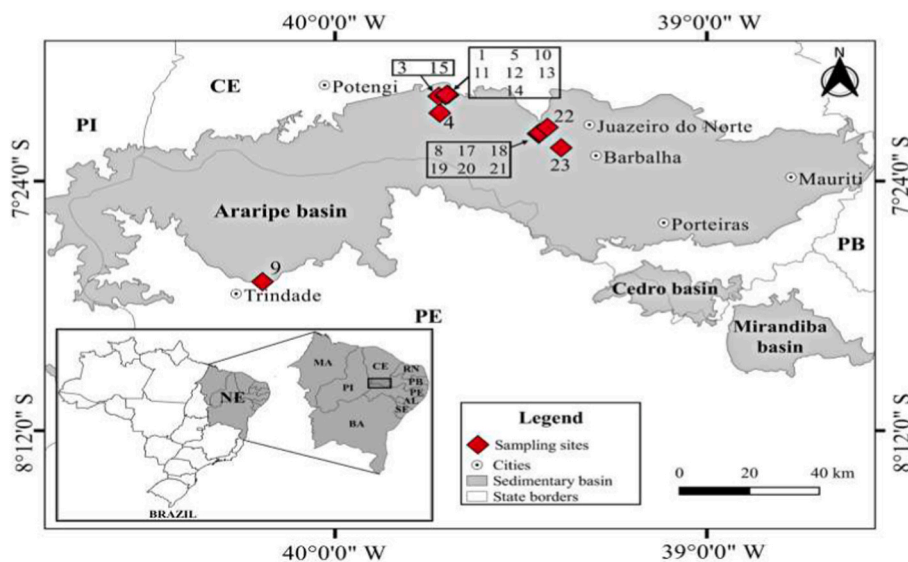 40°0'0" W 39°0'0" W
N
1 5 10
3 15
11 12 13
14
CE
Potengi
PI
4
22
Juazeiro do Norte
8 17 18
19 20 21
23
Barbalha
7°24'0" S
7°24'0" S
Mauriti
Araripe basin
Porteiras
PB
9
Trindade
Cedro basin
PE
Mirandiba
basin
MA
CE
RN
PI
PB
PE
AL
SE
NE
BA
BRAZIL
Legend
Sampling sites
Cities
Sedimentary basin
State borders
0 20 40 km
8°12'0" S
8°12'0" S
40°0'0" W 39°0'0" W